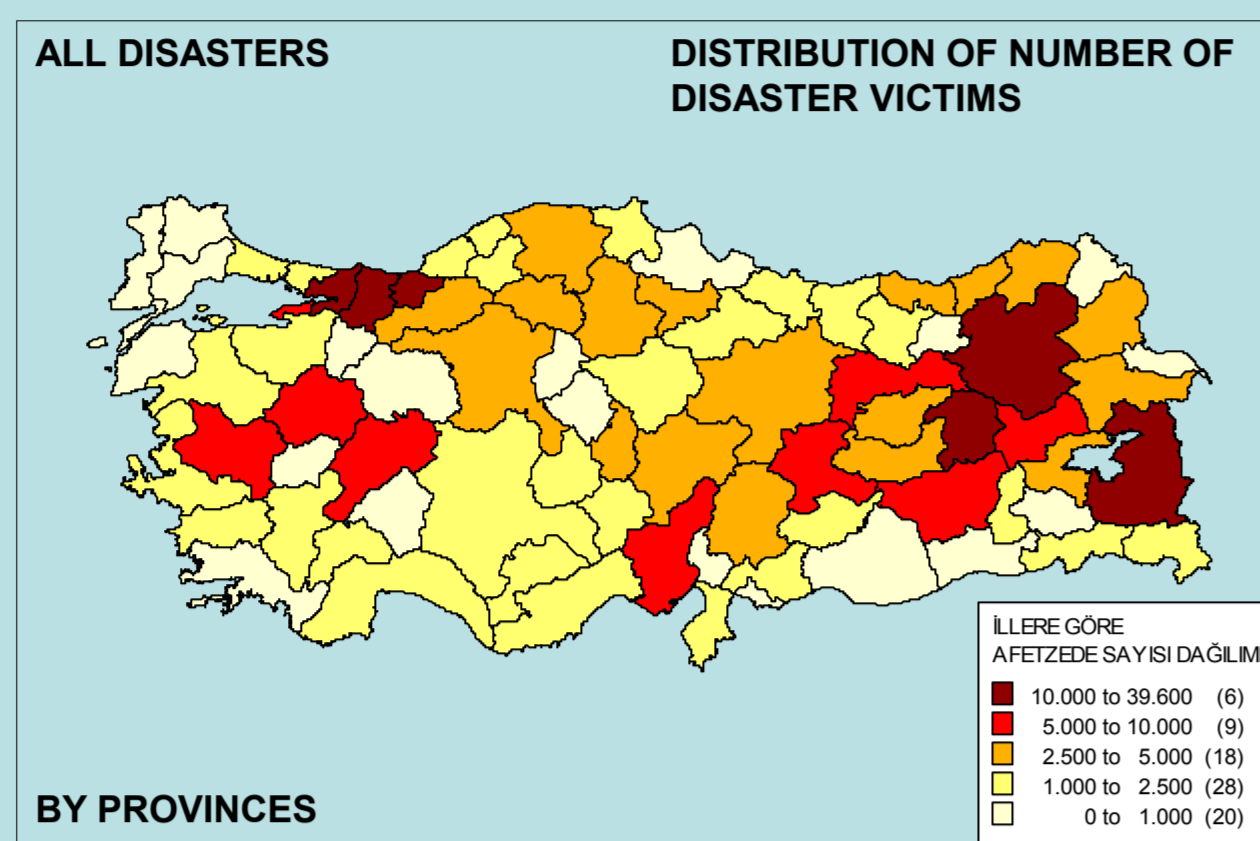 ALL DISASTERS
DISTRIBUTION OF NUMBER OF
DISASTER VICTIMS
İLLERE GÖRE
AFETZEDE SAYISI DAĞILIMI
10.000 to 39.600 (6)
5.000 to 10.000 (9)
2.500 to 5.000 (18)
1.000 to 2.500 (28)
0 to 1.000 (20)
BY PROVINCES